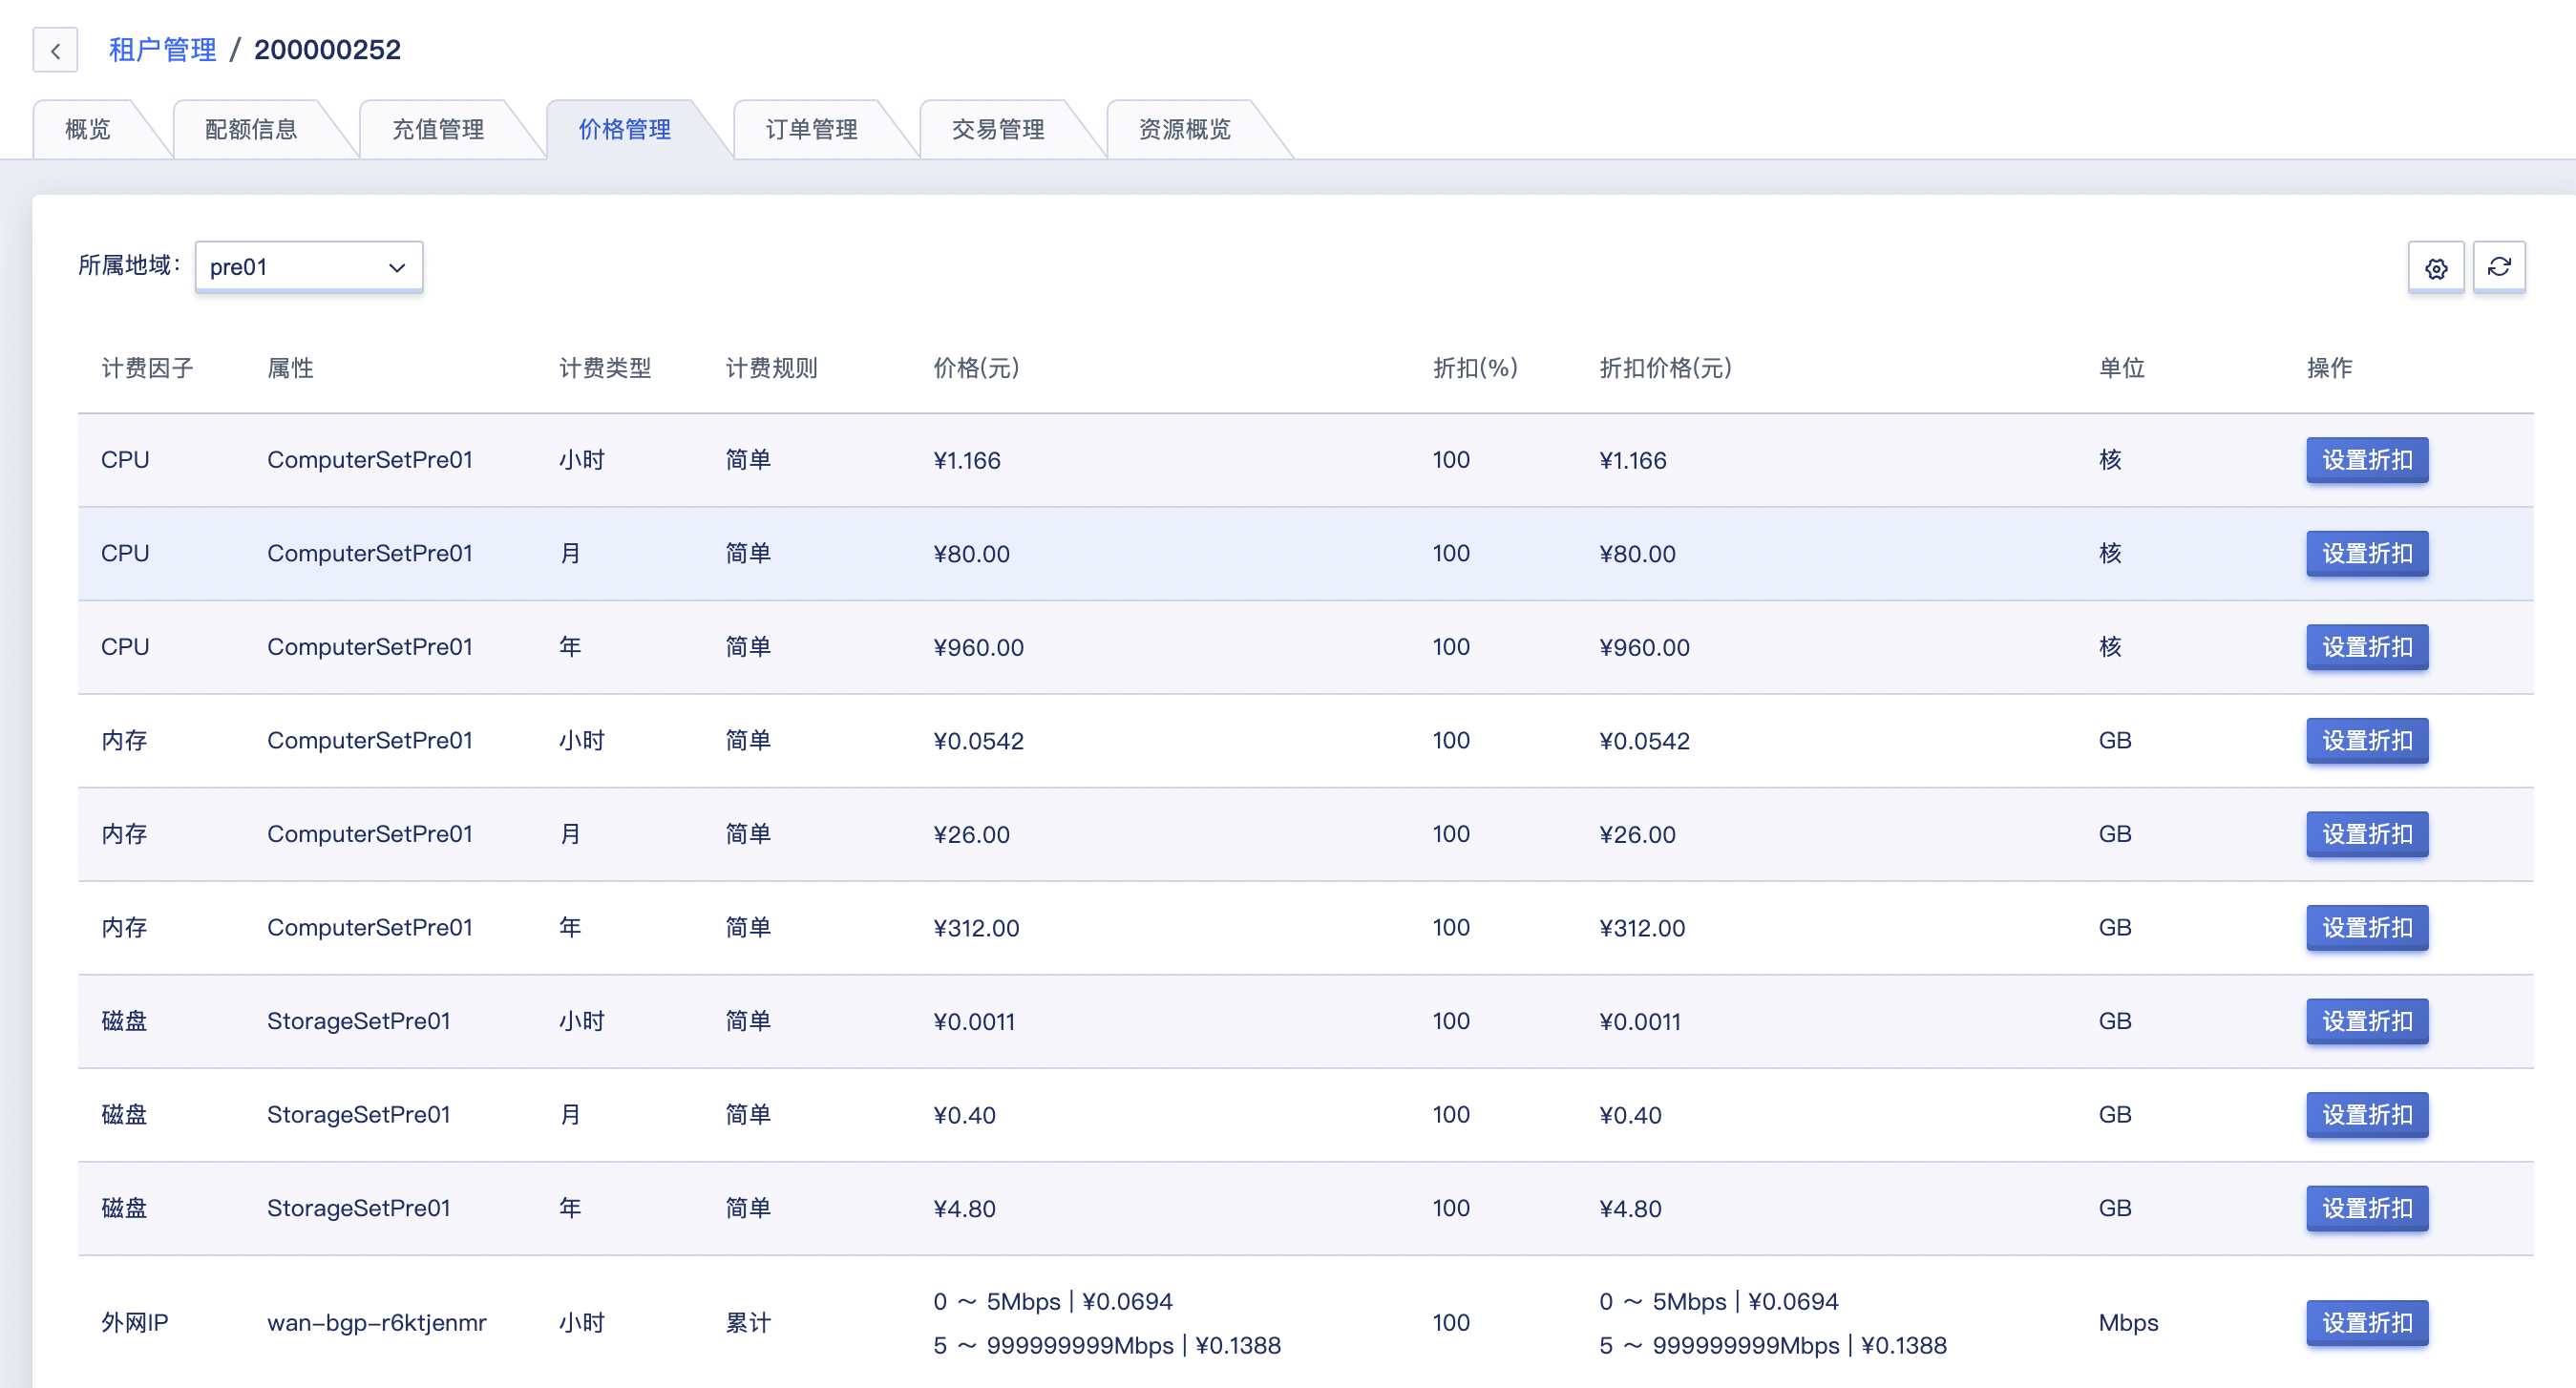 租户管理 / 200000252
概览 配额信息 充值管理 价格管理 订单管理 交易管理 资源概览
所属地域： pre01
计费因子 属性 计费类型 计费规则 价格(元) 折扣(%) 折扣价格(元) 单位 操作
CPU ComputerSetPre01 小时 简单 ¥1.166 100 ¥1.166 核 设置折扣
CPU ComputerSetPre01 月 简单 ¥80.00 100 ¥80.00 核 设置折扣
CPU ComputerSetPre01 年 简单 ¥960.00 100 ¥960.00 核 设置折扣
内存 ComputerSetPre01 小时 简单 ¥0.0542 100 ¥0.0542 GB 设置折扣
内存 ComputerSetPre01 月 简单 ¥26.00 100 ¥26.00 GB 设置折扣
内存 ComputerSetPre01 年 简单 ¥312.00 100 ¥312.00 GB 设置折扣
磁盘 StorageSetPre01 小时 简单 ¥0.0011 100 ¥0.0011 GB 设置折扣
磁盘 StorageSetPre01 月 简单 ¥0.40 100 ¥0.40 GB 设置折扣
磁盘 StorageSetPre01 年 简单 ¥4.80 100 ¥4.80 GB 设置折扣
0 ～ 5Mbps | ¥0.0694 0 ～ 5Mbps | ¥0.0694
外网IP wan-bgp-r6ktjenmr 小时 累计 100 Mbps 设置折扣
5 ～ 999999999Mbps | ¥0.1388 5 ～ 999999999Mbps | ¥0.1388